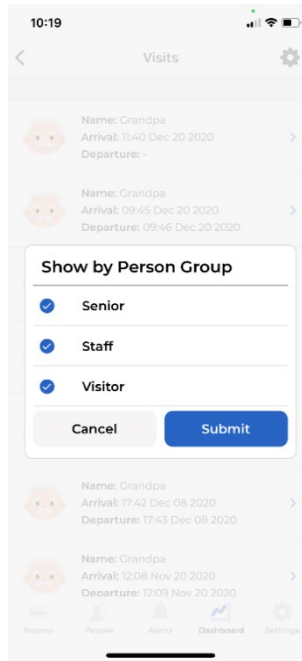 10:19
Visits
Name: Grandpa
Arrival: 11:40 Dec 20 2020
Departure: -
Name: Grandpa
Arrival: 09:45 Dec 20 2020
Departure: 09:46 Dec 20 2020
Show by Person Group
Senior
Staff
Visitor
Cancel Submit
Name: Grandpa
Arrival: 17:42 Dec 08 2020
Departure: 17:43 Dec 08 2020
Name: Grandpa
Arrival: 12:08 Nov 20 2020
Departure: 12:09 Nov 20 2020
Rooms People Alerts Dashboard Settings